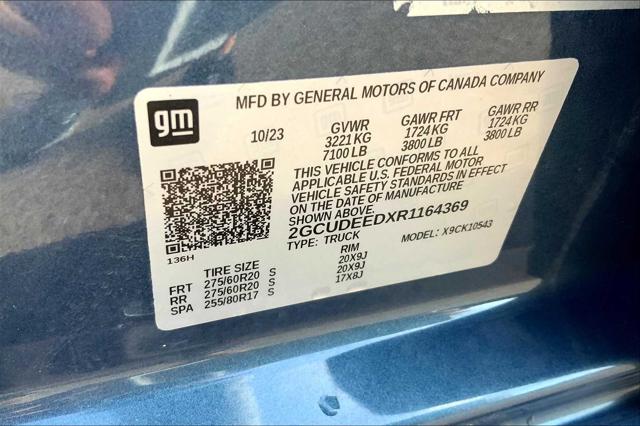 gm
MFD BY GENERAL MOTORS OF CANADA COMPANY
10/23 GVWR GAWR FRT GAWR RR
3221 KG 1724 KG 1724 KG
7100 LB 3800 LB 3800 LB
THIS VEHICLE CONFORMS TO ALL
APPLICABLE U.S. FEDERAL MOTOR
VEHICLE SAFETY STANDARDS IN EFFECT
ON THE DATE OF MANUFACTURE
SHOWN ABOVE.
2GCUDEEDXR1164369
TYPE: TRUCK MODEL: X9CK10543
136H
TIRE SIZE RIM
FRT 275/60R20 S 20X9J
RR 275/60R20 S 20X9J
SPA 255/80R17 S 17X8J